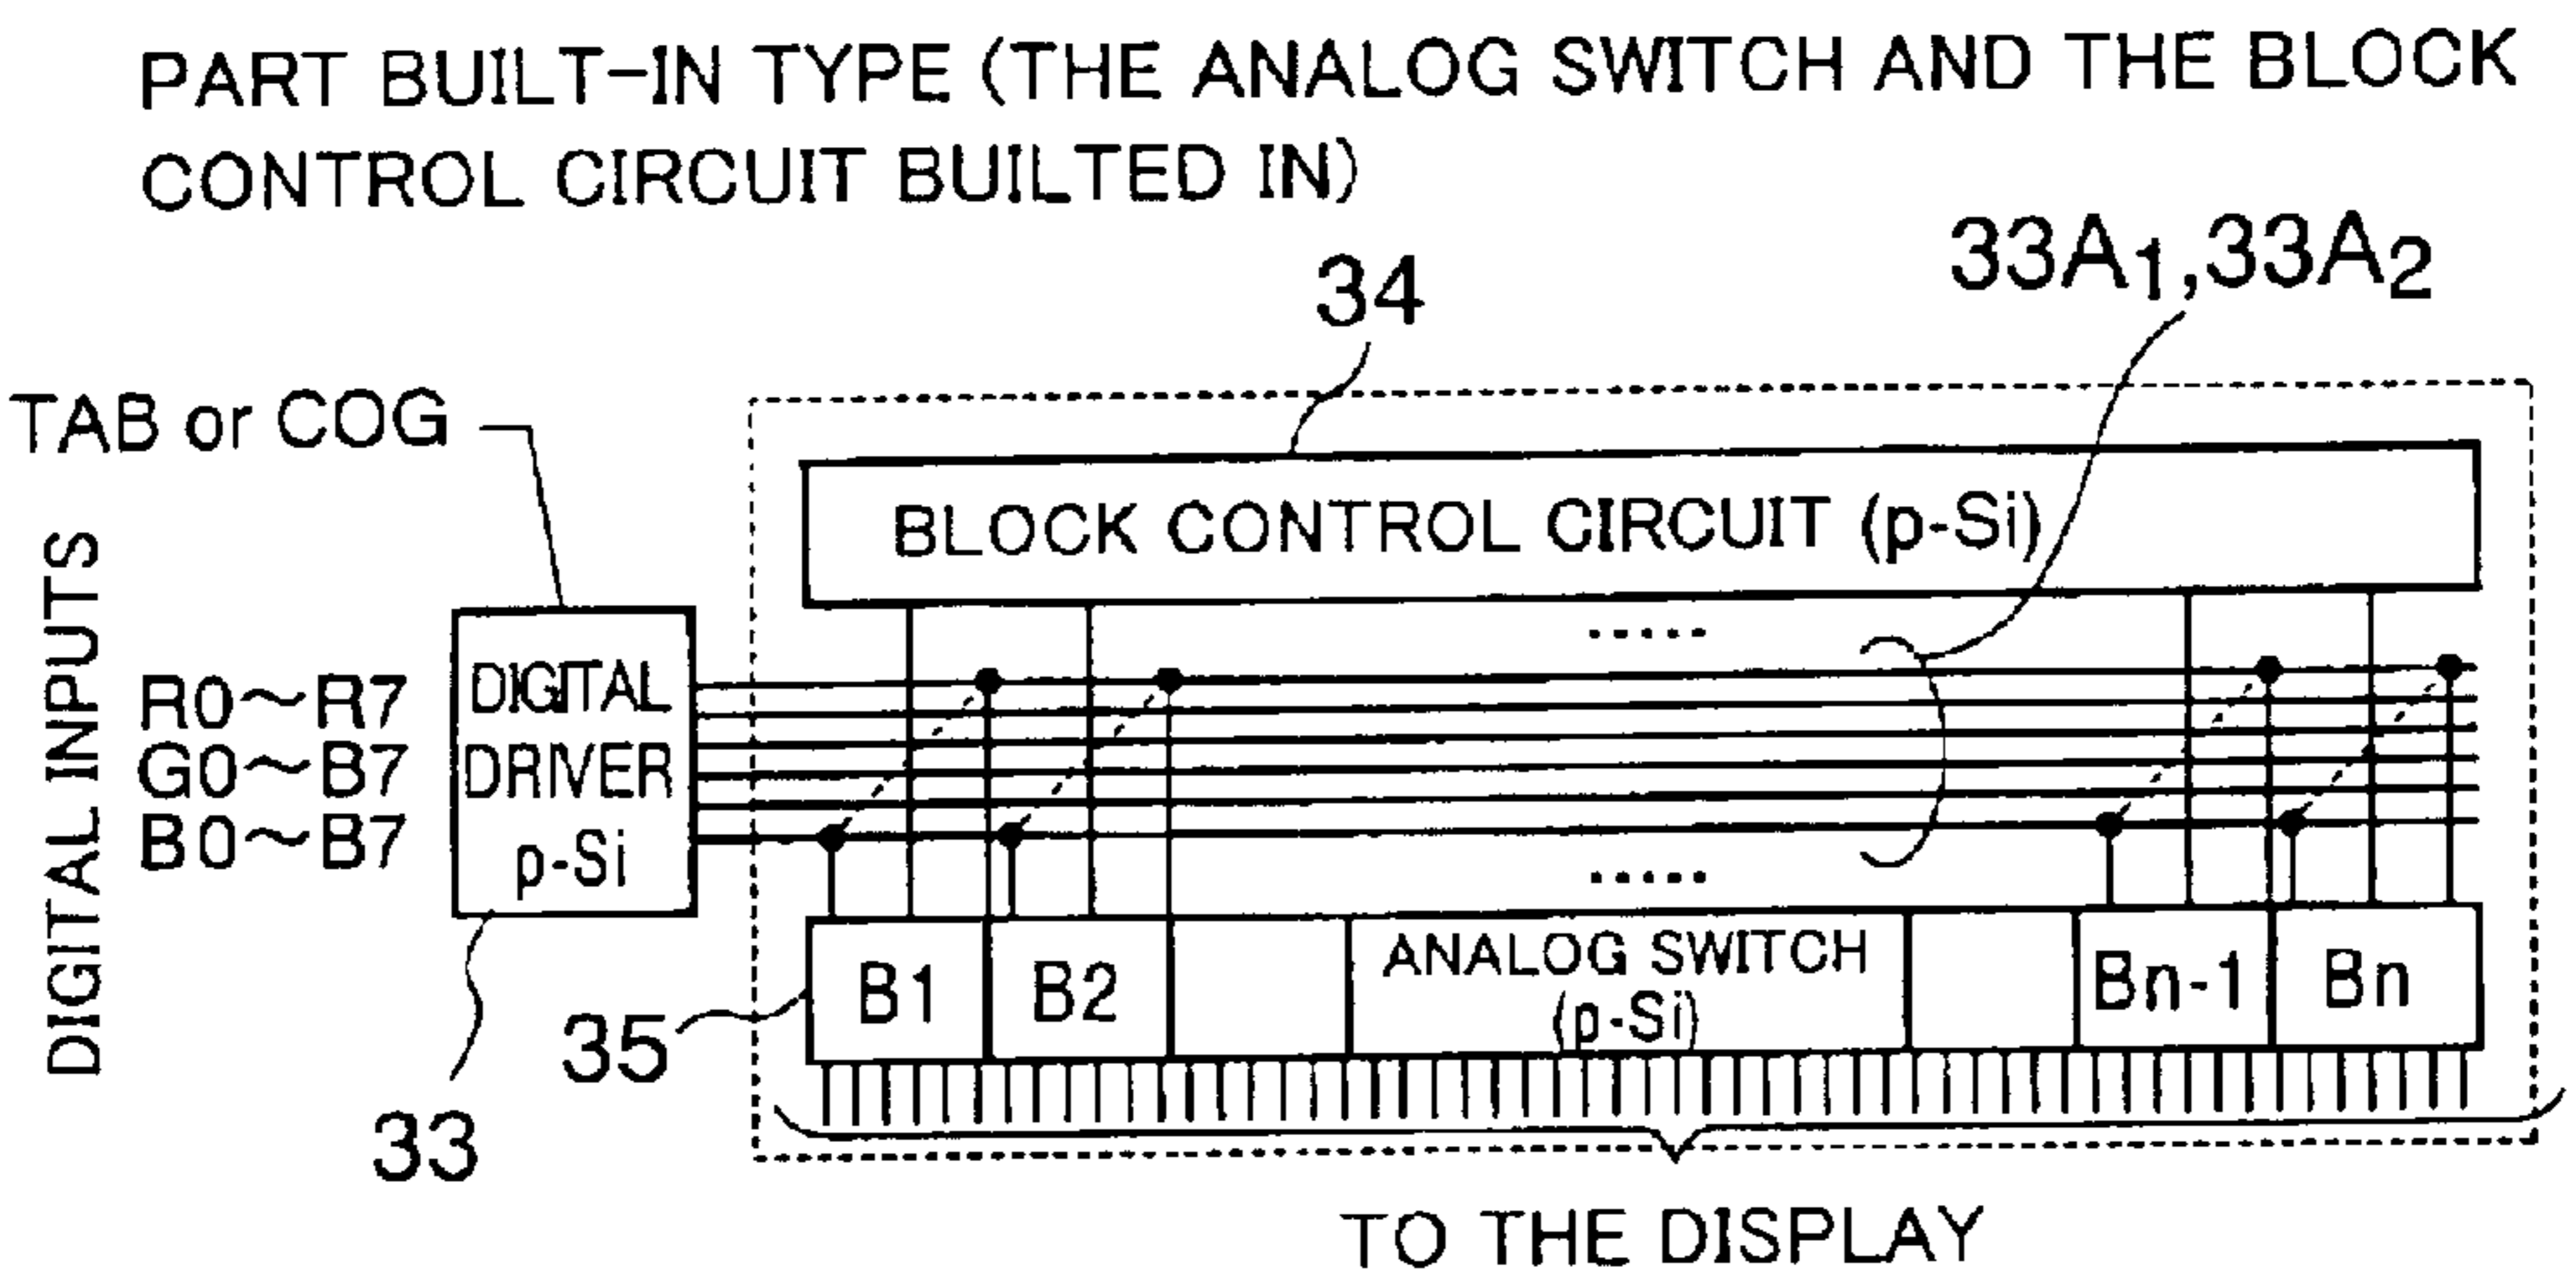 PART BUILT-IN TYPE (THE ANALOG SWITCH AND THE BLOCK
CONTROL CIRCUIT BUILTED IN)
33A1,33A2
34
TAB or COG
BLOCK CONTROL CIRCUIT (p-Si)
DIGITAL INPUTS
R0~R7
G0~B7
B0~B7
DIGITAL
DRIVER
p-Si
.....
.....
B1
B2
ANALOG SWITCH
(p-Si)
Bn-1
Bn
35
33
TO THE DISPLAY